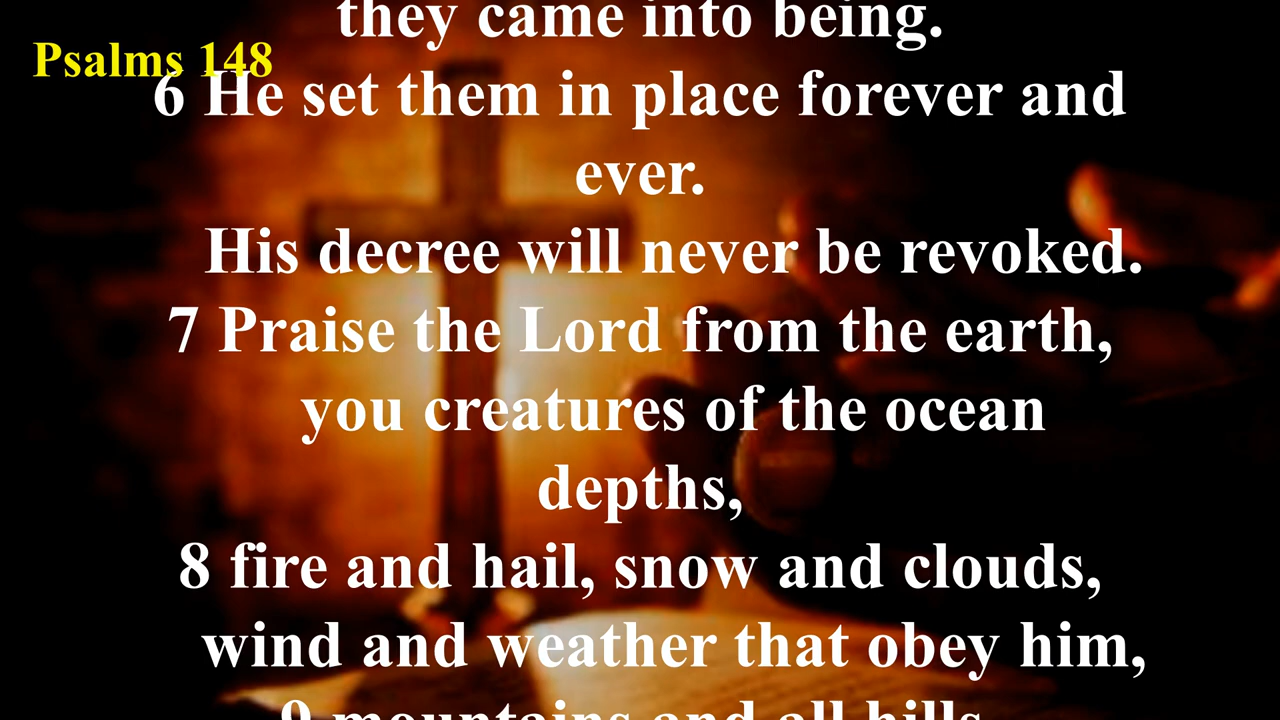 they came into being.
Psalms 148
6 He set them in place forever and
ever.
His decree will never be revoked.
7 Praise the Lord from the earth,
you creatures of the ocean
depths,
8 fire and hail, snow and clouds,
wind and weather that obey him,
9 mountains and all hills,